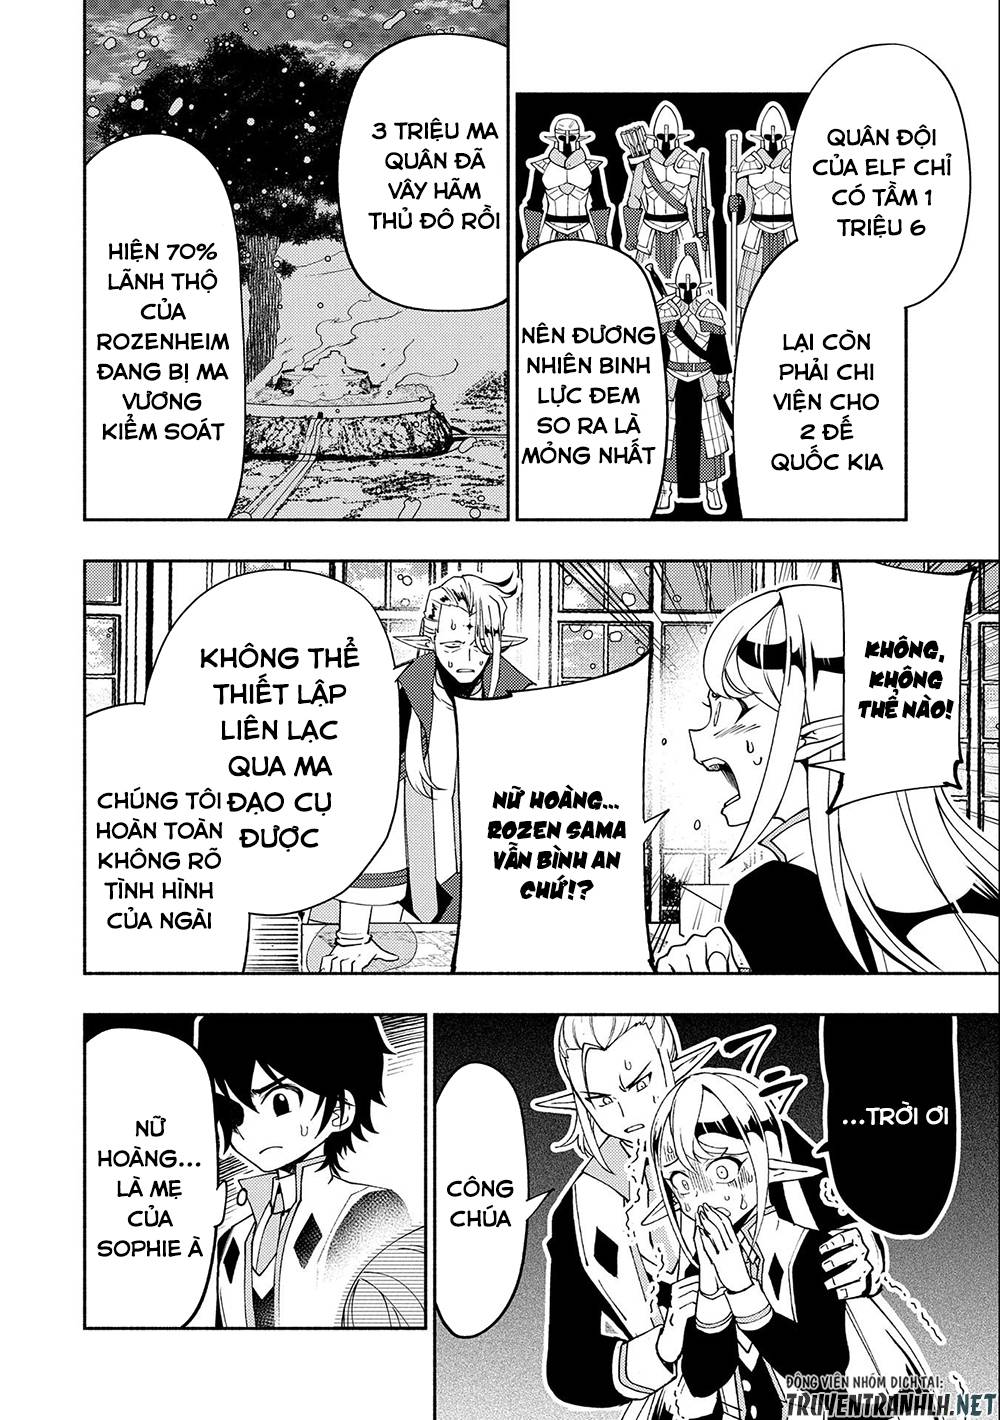 QUÂN ĐỘI
CỦA ELF CHỈ
CÓ TẦM 1
TRIỆU 6
LẠI CÒN
PHẢI CHI
VIỆN CHO
2 ĐẾ
QUỐC KIA
NÊN ĐƯƠNG
NHIÊN BINH
LỰC ĐEM
SO RA LÀ
MỎNG NHẤT
3 TRIỆU MA
QUÂN ĐÃ
VÂY HÃM
THỦ ĐÔ RỒI
HIỆN 70%
LÃNH THỘ
CỦA
ROZENHEIM
ĐANG BỊ MA
VƯƠNG
KIỂM SOÁT
KHÔNG,
KHÔNG
THỂ NÀO!
NỮ HOÀNG...
ROZEN SAMA
VẪN BÌNH AN
CHỨ!?
KHÔNG THỂ
THIẾT LẬP
LIÊN LẠC
QUA MA
ĐẠO CỤ
ĐƯỢC
CHÚNG TÔI
HOÀN TOÀN
KHÔNG RÕ
TÌNH HÌNH
CỦA NGÀI
...TRỜI ƠI
CÔNG
CHÚA
NỮ
HOÀNG...
LÀ MẸ
CỦA
SOPHIE À
ĐỘNG VIÊN NHÓM DỊCH TẠI:
TRUYENTRANHLH.NET